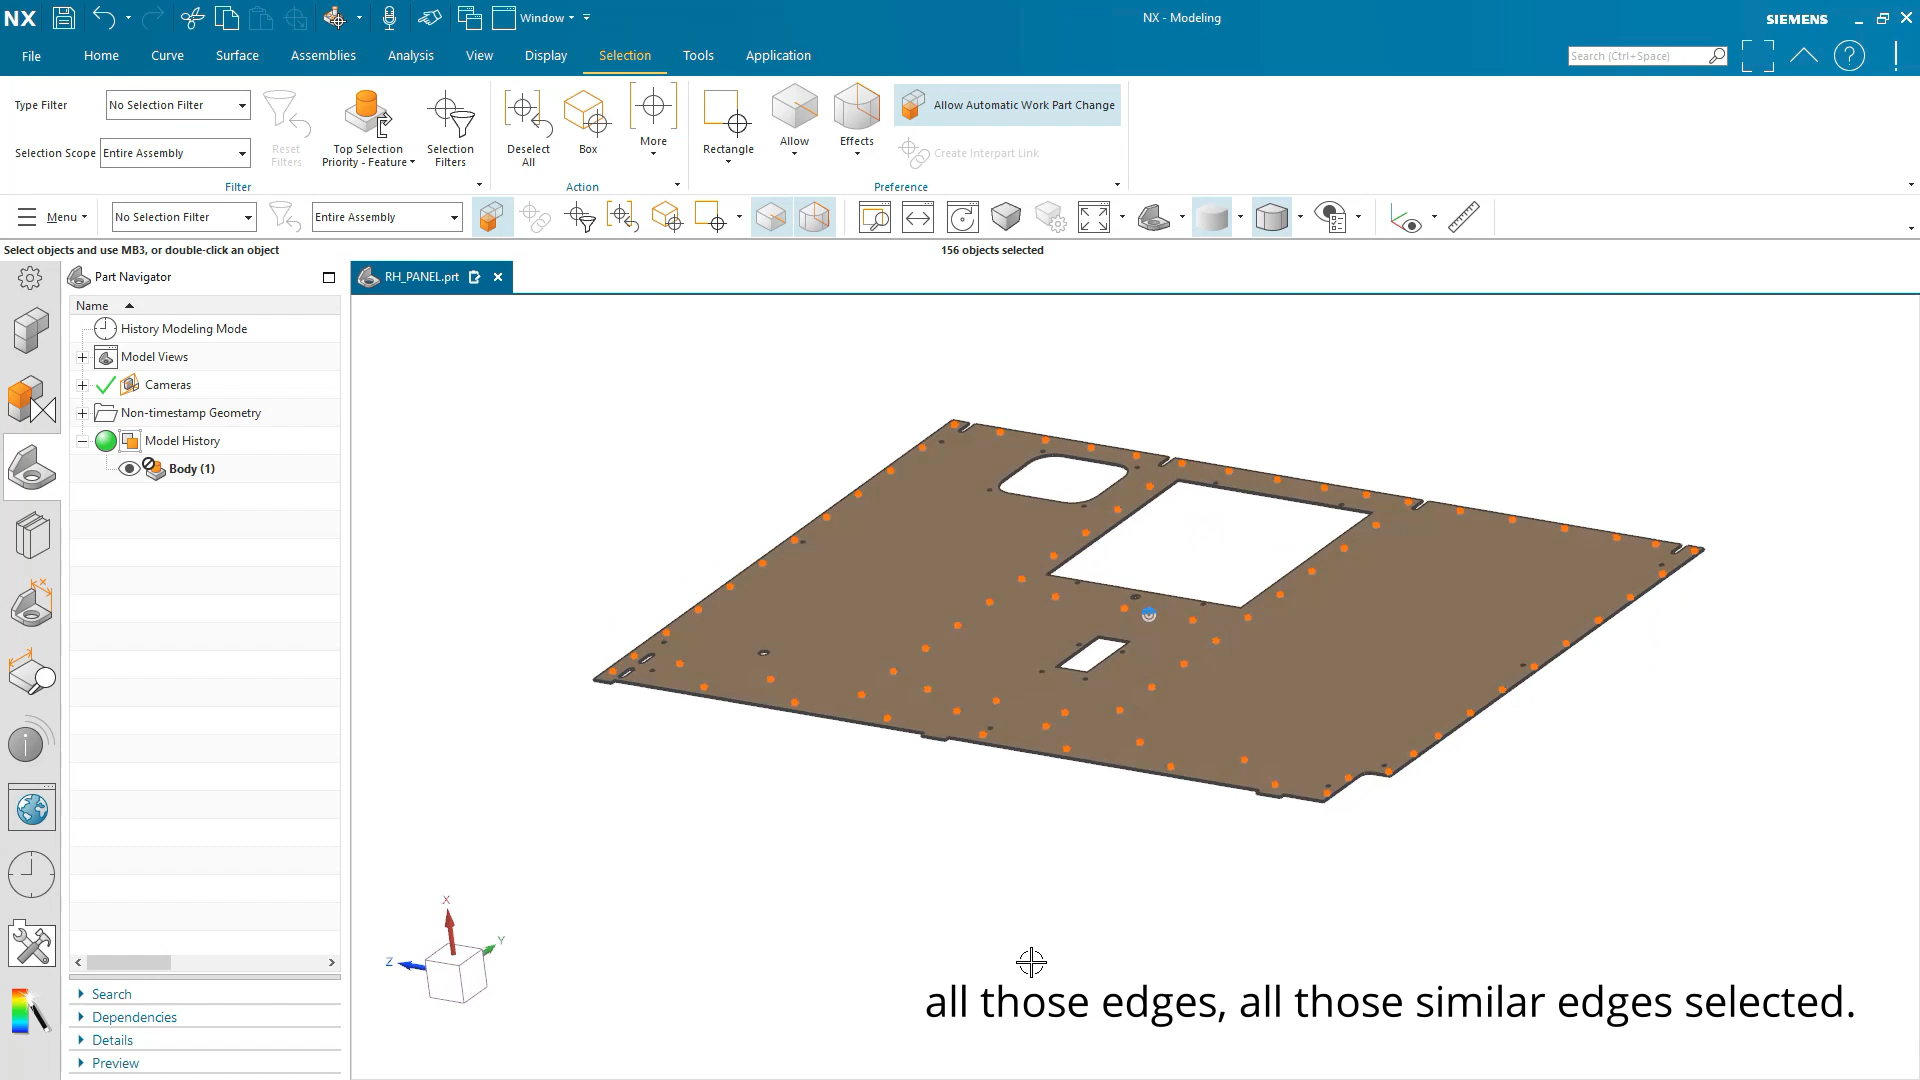 NX
Window
NX - Modeling
SIEMENS
File
Home
Curve
Surface
Assemblies
Analysis
View
Display
Selection
Tools
Application
Search (Ctrl+Space)
Type Filter
No Selection Filter
Selection Scope
Entire Assembly
Reset
Filters
Top Selection
Priority - Feature
Selection
Filters
Deselect
All
Box
More
Rectangle
Allow
Effects
Allow Automatic Work Part Change
Create Interpart Link
Filter
Action
Preference
Menu
No Selection Filter
Entire Assembly
Select objects and use MB3, or double-click an object
156 objects selected
Part Navigator
RH_PANEL.prt
Name
History Modeling Mode
Model Views
Cameras
Non-timestamp Geometry
Model History
Body (1)
X
Y
Z
Search
Dependencies
Details
Preview
all those edges, all those similar edges selected.